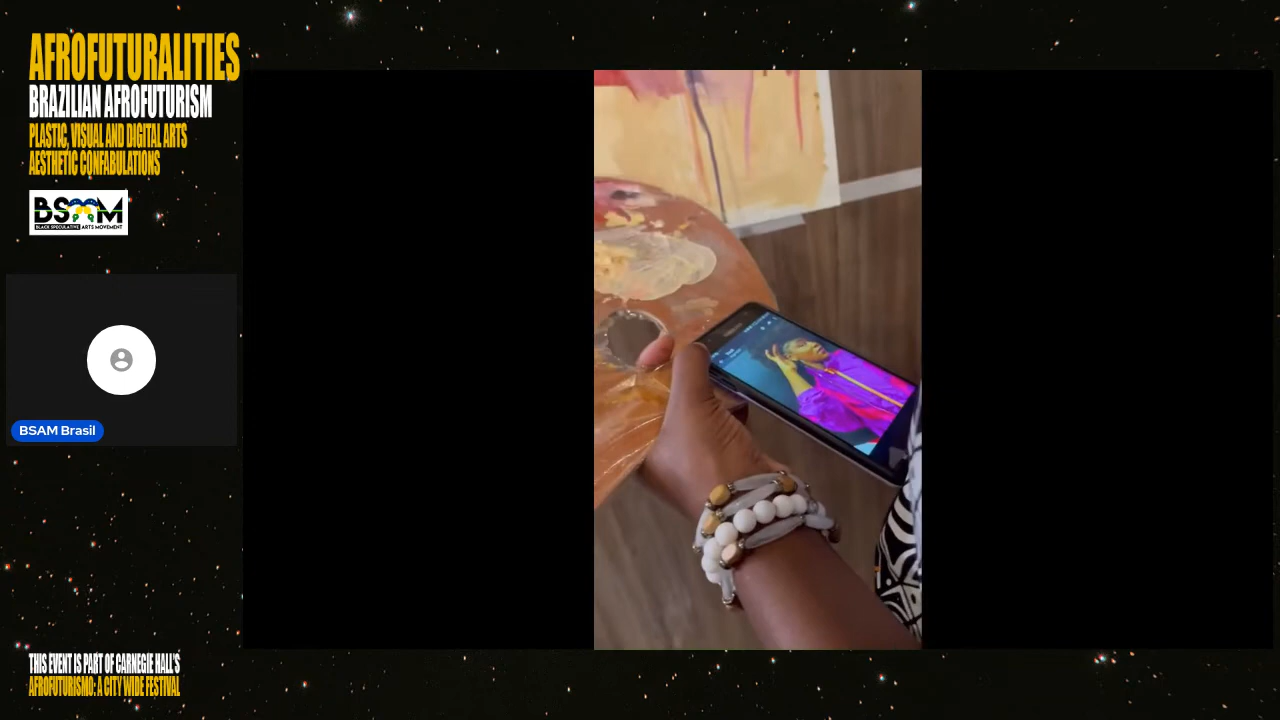 AFROFUTURALITIES
BRAZILIAN AFROFUTURISM
PLASTIC, VISUAL AND DIGITAL ARTS
AESTHETIC CONFABULATIONS
BSAM
BLACK SPECULATIVE ARTS MOVEMENT
BSAM Brasil
THIS EVENT IS PART OF CARNEGIE HALL'S
AFROFUTURISMO: A CITY WIDE FESTIVAL